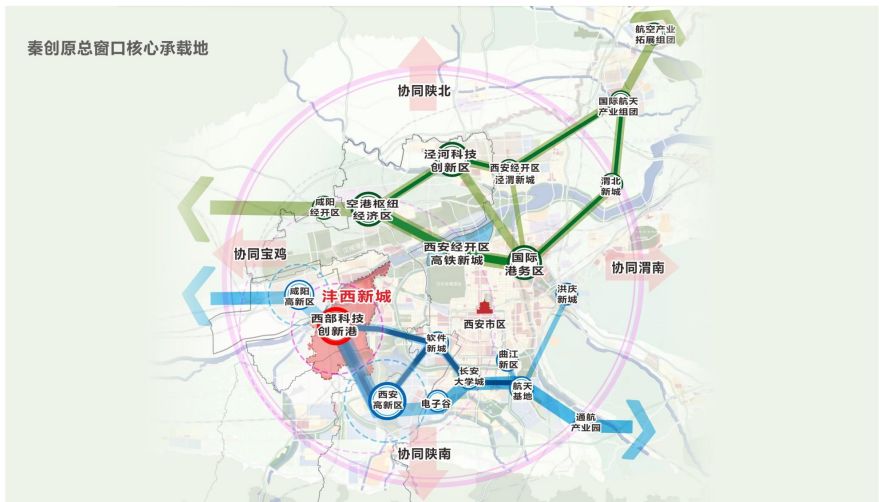 秦创原总窗口核心承载地
航空产业
拓展组团
协同陕北
国际航天
产业组团
泾河科技
创新区
西安经开区
泾渭新城
渭北
新城
咸阳
经开区
空港枢纽
经济区
西安经开区
高铁新城
国际
港务区
协同宝鸡
协同渭南
咸阳
高新区
沣西新城
洪庆
新城
西部科技
创新港
西安市区
软件
新城
曲江
新区
长安
大学城
航天
基地
西安
高新区
电子谷
通航
产业园
协同陕南